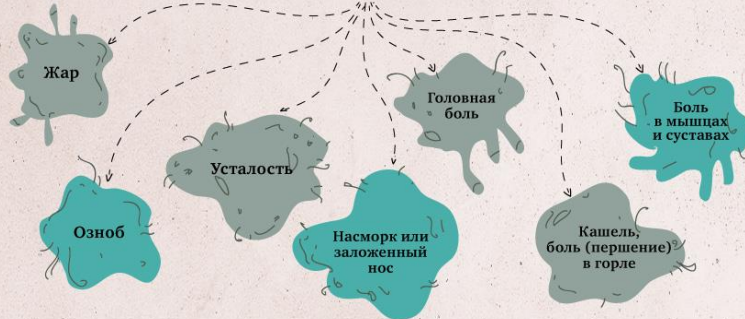 Жар
Озноб
Усталость
Насморк или
заложенный
нос
Головная
боль
Кашель,
боль (першение)
в горле
Боль
в мышцах
и суставах